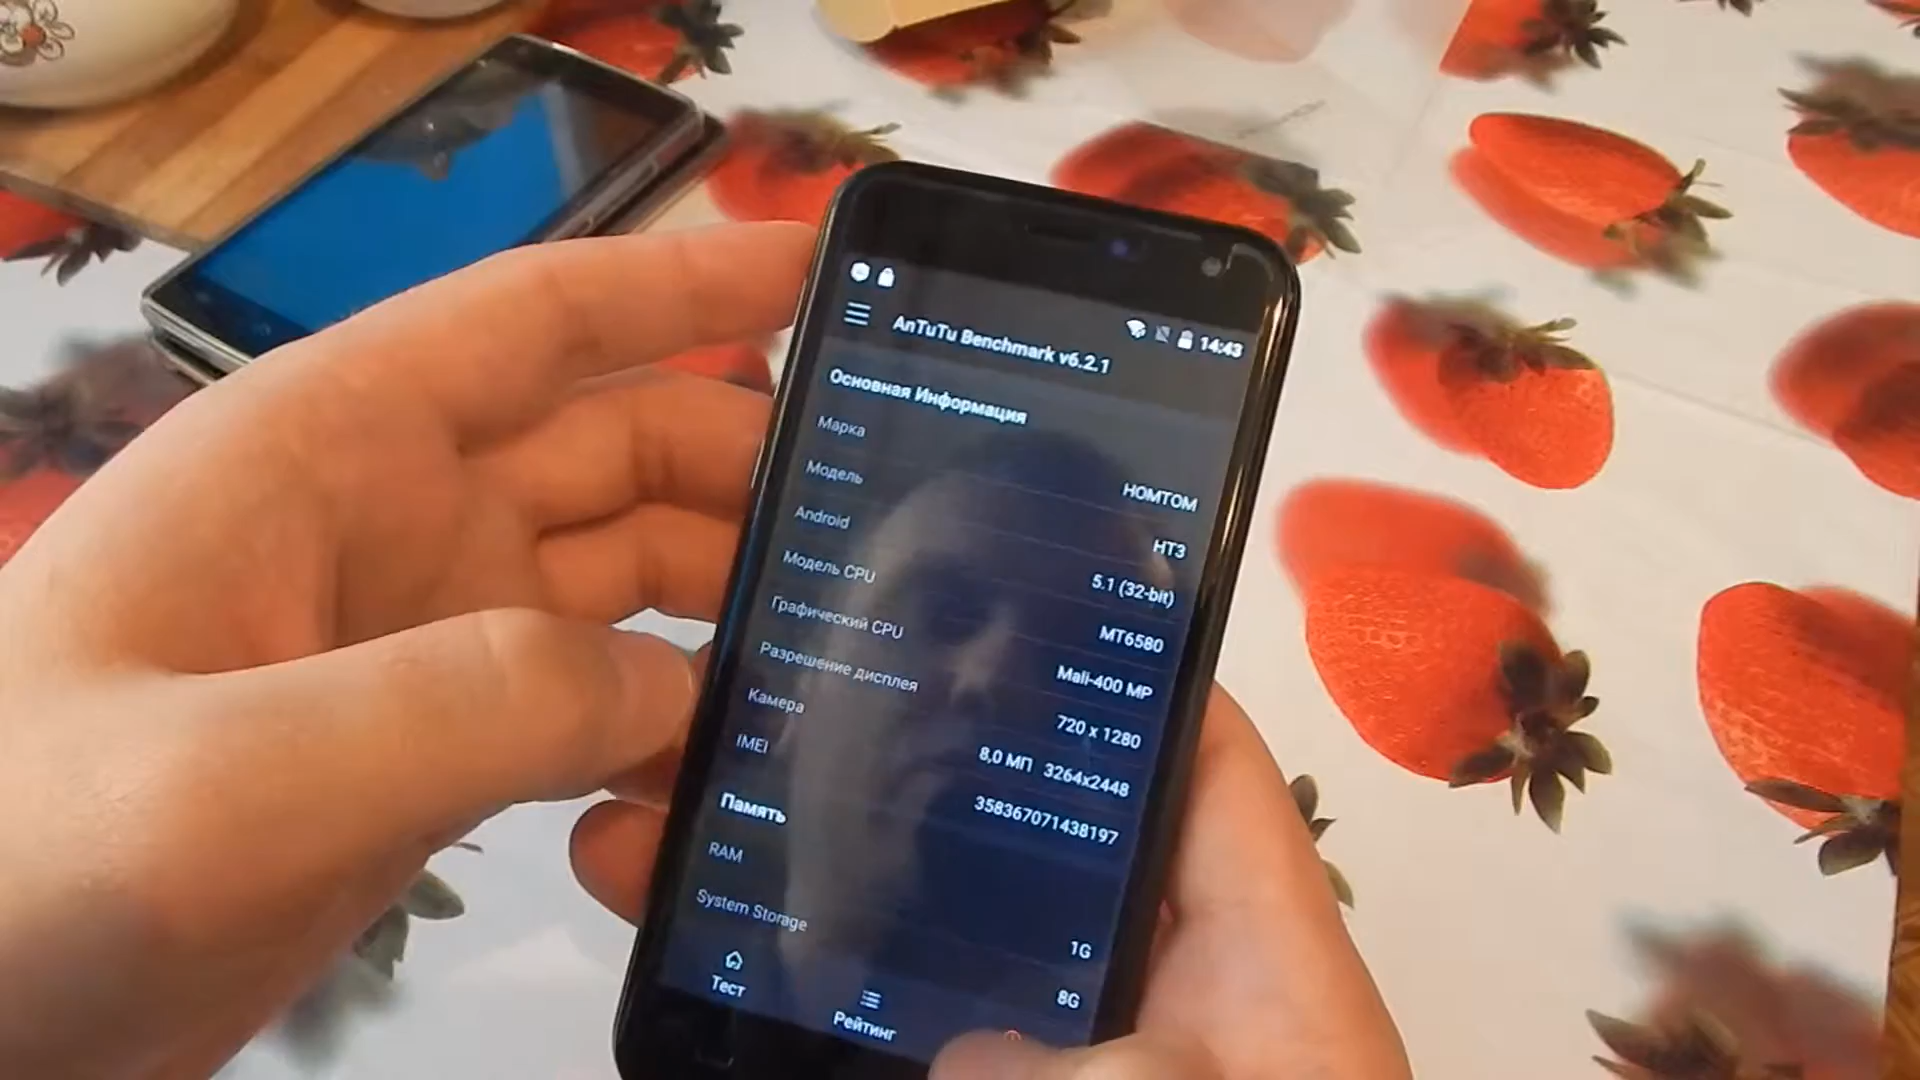 14:43
AnTuTu Benchmark v6.2.1
Основная Информация
Марка HOMTOM
Модель HT3
Android 5.1 (32-bit)
Модель CPU MT6580
Графический CPU Mali-400 MP
Разрешение дисплея 720 x 1280
Камера 8,0 МП 3264x2448
IMEI 358367071438197
Память
RAM 1G
System Storage 8G
Тест
Рейтинг